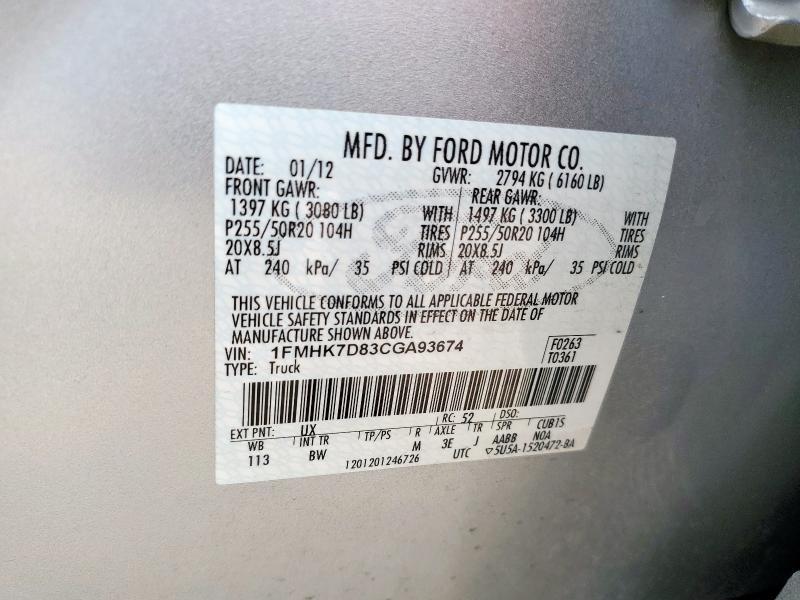 MFD. BY FORD MOTOR CO.
DATE: 01/12 GVWR: 2794 KG ( 6160 LB)
FRONT GAWR: REAR GAWR:
1397 KG ( 3080 LB) WITH 1497 KG ( 3300 LB) WITH
P255/50R20 104H TIRES P255/50R20 104H TIRES
20X8.5J RIMS 20X8.5J RIMS
AT 240 kPa/ 35 PSI COLD AT 240 kPa/ 35 PSI COLD
THIS VEHICLE CONFORMS TO ALL APPLICABLE FEDERAL MOTOR
VEHICLE SAFETY STANDARDS IN EFFECT ON THE DATE OF
MANUFACTURE SHOWN ABOVE.
VIN: 1FMHK7D83CGA93674 F0263
TYPE: Truck T0361
EXT PNT: UX RC: 52 DSO:
WB INT TR TP/PS R AXLE TR SPR CUBIS
113 BW M 3E J AABB NOA
1201201246726 UTC ▽5U5A-1520472-BA